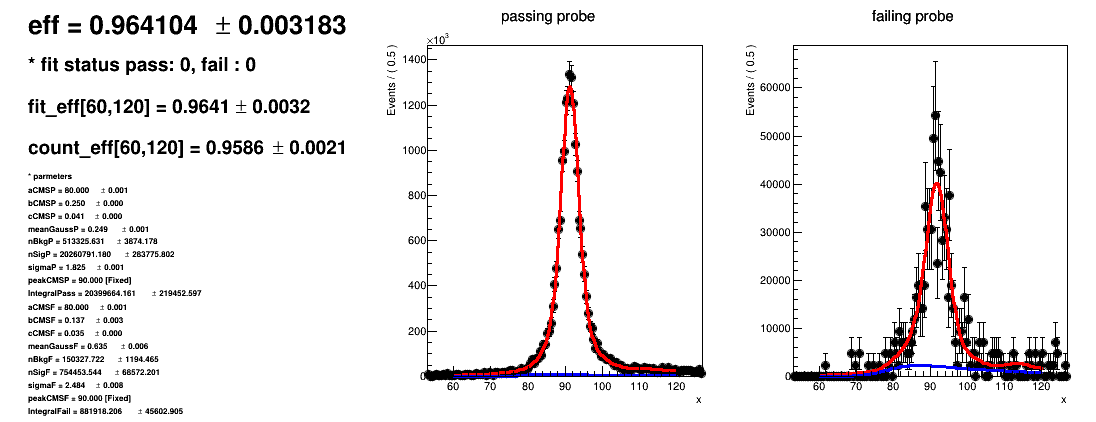 eff = 0.964104 ± 0.003183
* fit status pass: 0, fail : 0
fit_eff[60,120] = 0.9641 ± 0.0032
count_eff[60,120] = 0.9586 ± 0.0021
* parmeters
aCMSP = 80.000 ± 0.001
bCMSP = 0.250 ± 0.000
cCMSP = 0.041 ± 0.000
meanGaussP = 0.249 ± 0.001
nBkgP = 513325.631 ± 3874.178
nSigP = 20260791.180 ± 283775.802
sigmaP = 1.825 ± 0.001
peakCMSP = 90.000 [Fixed]
IntegralPass = 20399664.161 ± 219452.597
aCMSF = 80.000 ± 0.001
bCMSF = 0.137 ± 0.003
cCMSF = 0.035 ± 0.000
meanGaussF = 0.635 ± 0.006
nBkgF = 150327.722 ± 1194.465
nSigF = 754453.544 ± 68572.201
sigmaF = 2.484 ± 0.008
peakCMSF = 90.000 [Fixed]
IntegralFail = 881918.206 ± 45602.905
passing probe
×10³
Events / ( 0.5 )
1400
1200
1000
800
600
400
200
0
60 70 80 90 100 110 120
x
failing probe
Events / ( 0.5 )
60000
50000
40000
30000
20000
10000
0
60 70 80 90 100 110 120
x